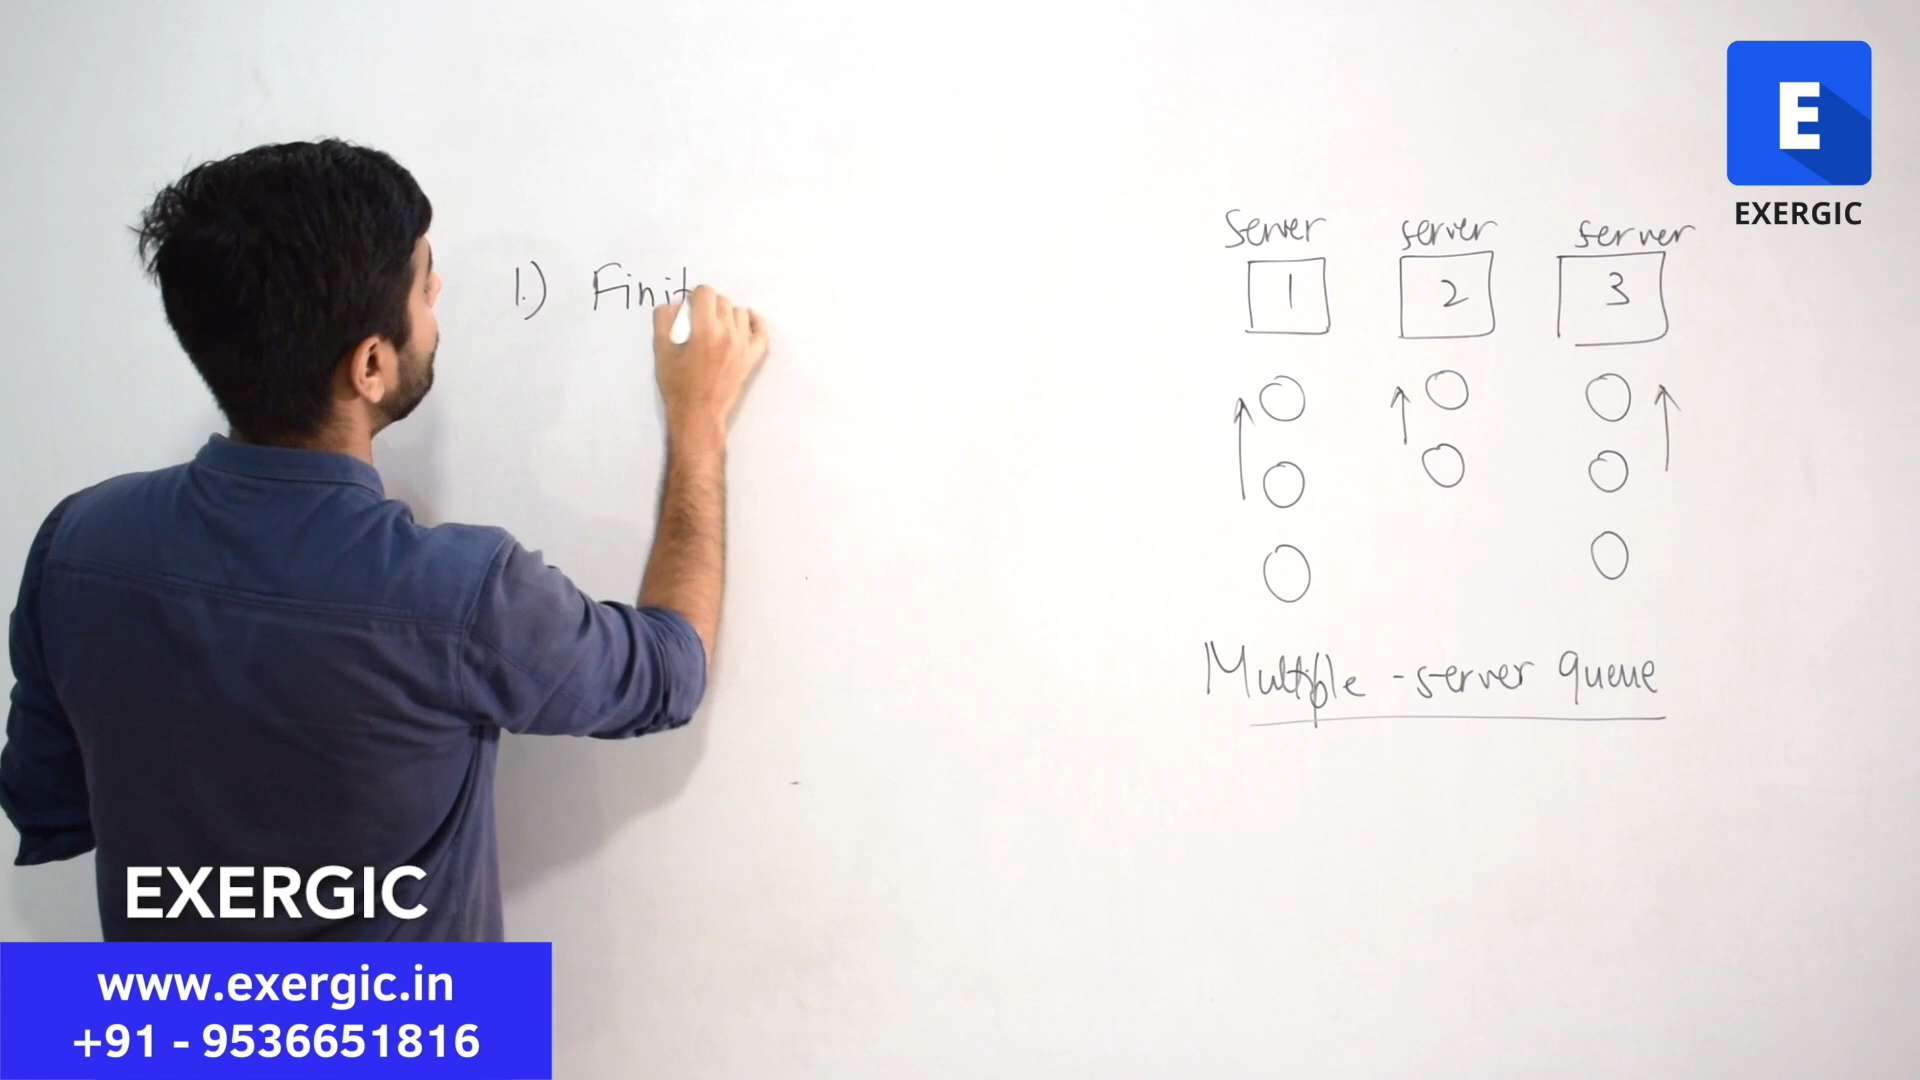 E
EXERGIC
Server server server
1 2 3
1.) Finit
Multiple - server queue
EXERGIC
www.exergic.in
+91 - 9536651816